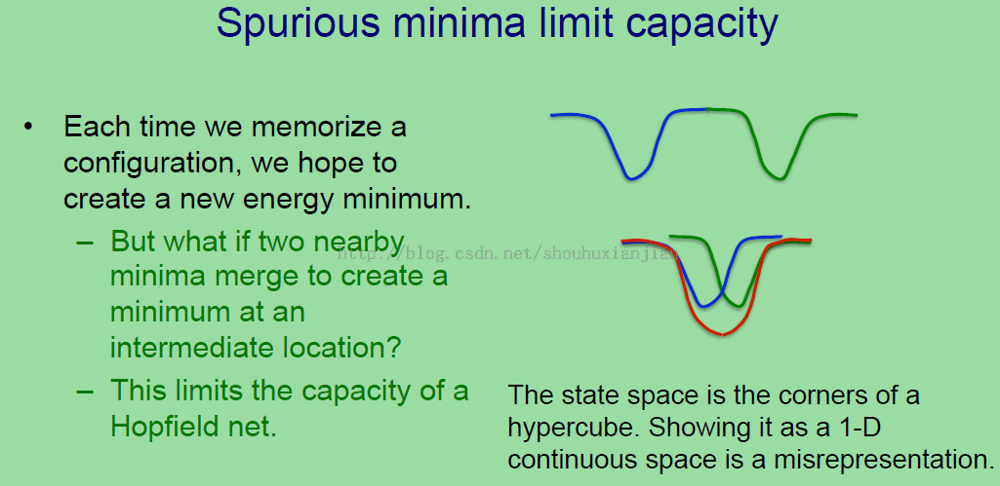 Spurious minima limit capacity
• Each time we memorize a
configuration, we hope to
create a new energy minimum.
– But what if two nearby
minima merge to create a
minimum at an
intermediate location?
– This limits the capacity of a
Hopfield net.
http://blog.csdn.net/shouhuxianjian
The state space is the corners of a
hypercube. Showing it as a 1-D
continuous space is a misrepresentation.